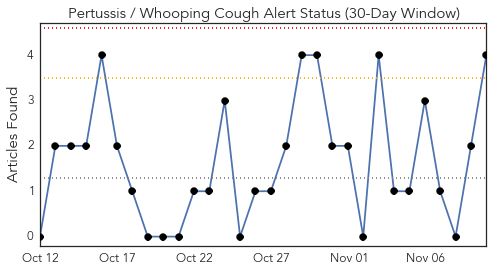 Pertussis / Whooping Cough Alert Status (30-Day Window)
Articles Found
4
3
2
1
0
Oct 12 Oct 17 Oct 22 Oct 27 Nov 01 Nov 06